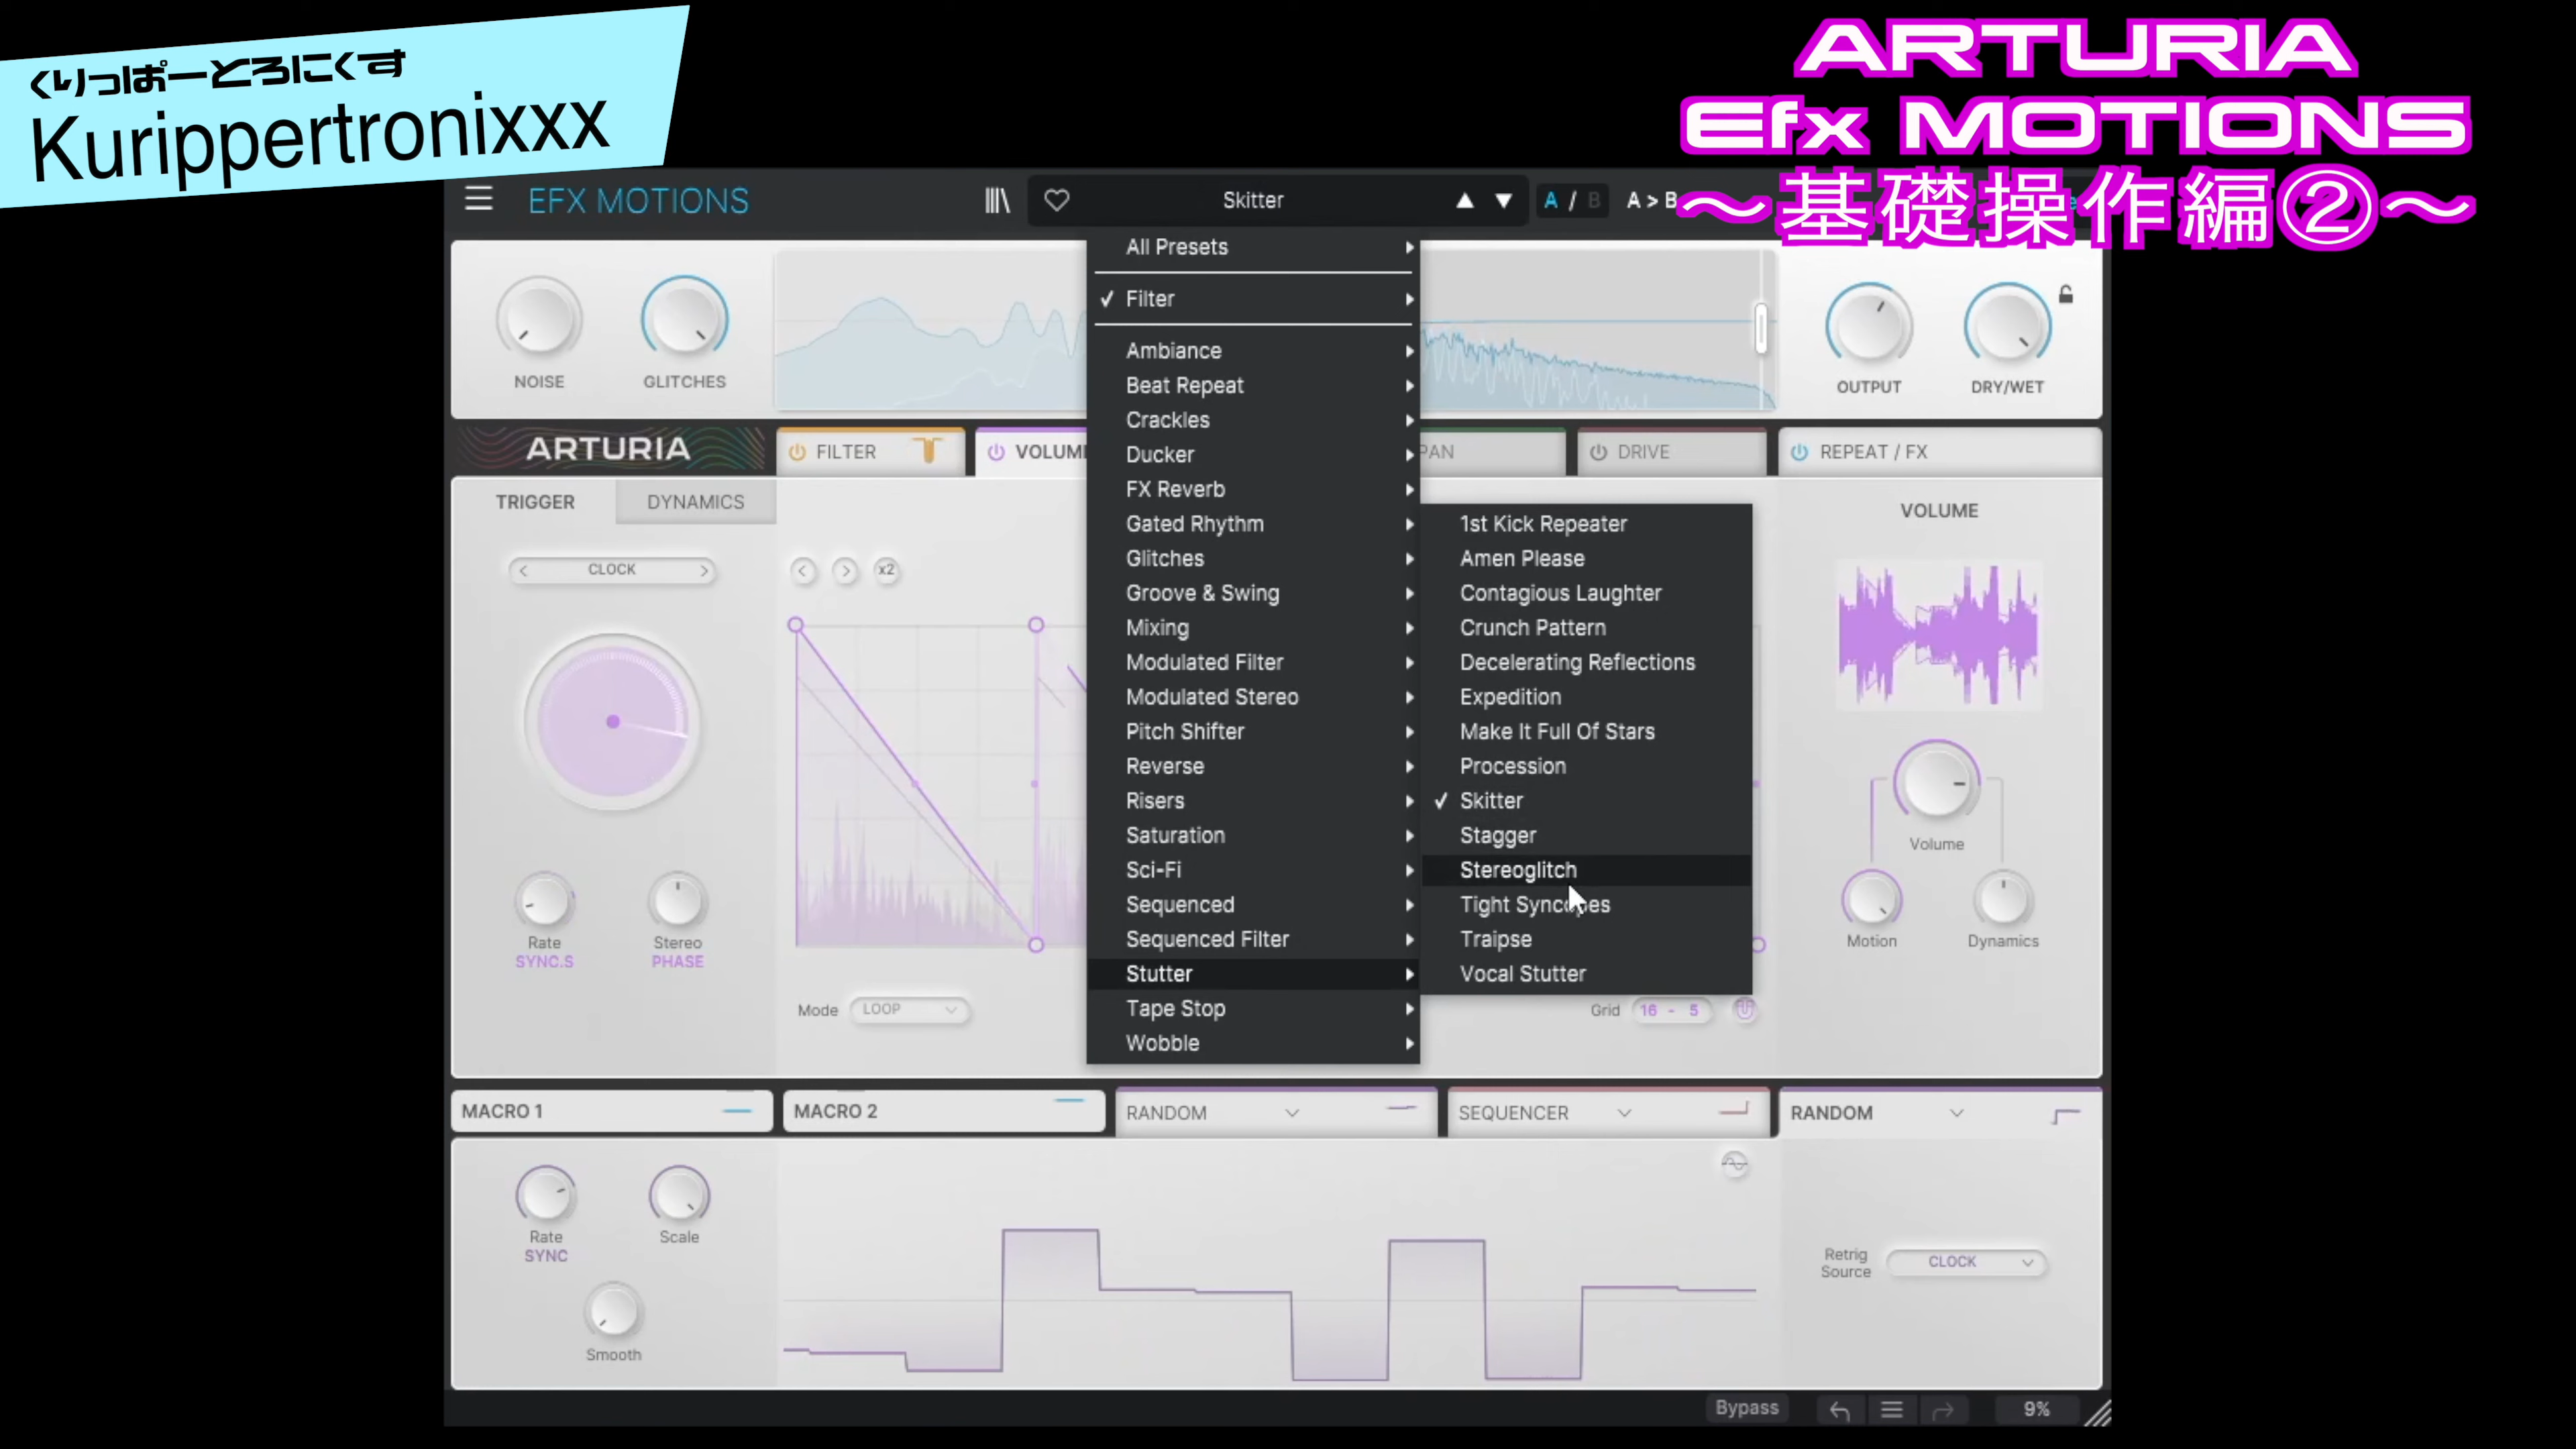 くりっぱーとろにくす
Kurippertronixxx
ARTURIA
Efx MOTIONS
〜基礎操作編②〜
EFX MOTIONS
Skitter
A / B
A > B
NOISE
GLITCHES
OUTPUT
DRY/WET
ARTURIA
FILTER
VOLUM
PAN
DRIVE
REPEAT / FX
TRIGGER
DYNAMICS
CLOCK
x2
Rate
SYNC.S
Stereo
PHASE
Mode
LOOP
All Presets
✓ Filter
Ambiance
Beat Repeat
Crackles
Ducker
FX Reverb
Gated Rhythm
Glitches
Groove & Swing
Mixing
Modulated Filter
Modulated Stereo
Pitch Shifter
Reverse
Risers
Saturation
Sci-Fi
Sequenced
Sequenced Filter
Stutter
Tape Stop
Wobble
1st Kick Repeater
Amen Please
Contagious Laughter
Crunch Pattern
Decelerating Reflections
Expedition
Make It Full Of Stars
Procession
✓ Skitter
Stagger
Stereoglitch
Tight Syncopes
Traipse
Vocal Stutter
Grid
16 - 5
VOLUME
Volume
Motion
Dynamics
MACRO 1
MACRO 2
RANDOM
SEQUENCER
RANDOM
Rate
SYNC
Scale
Smooth
Retrig
Source
CLOCK
Bypass
9%